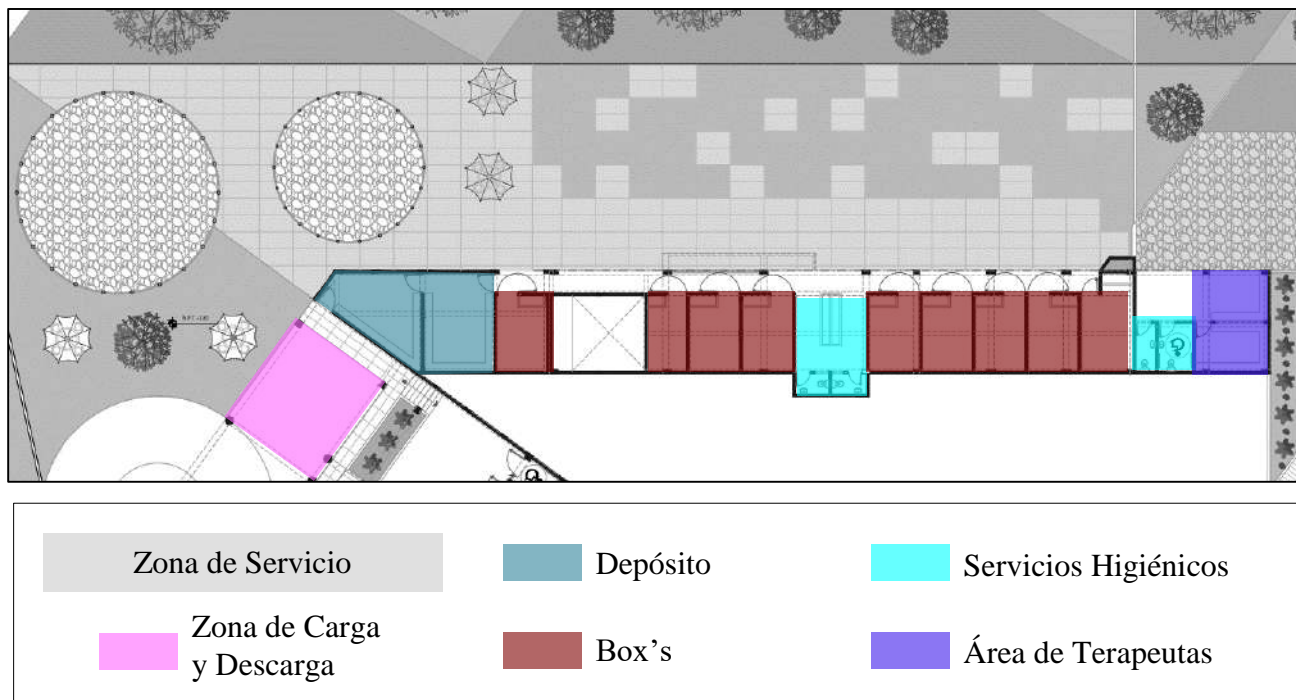 Zona de Servicio
Depósito
Servicios Higiénicos
Zona de Carga
y Descarga
Box’s
Área de Terapeutas